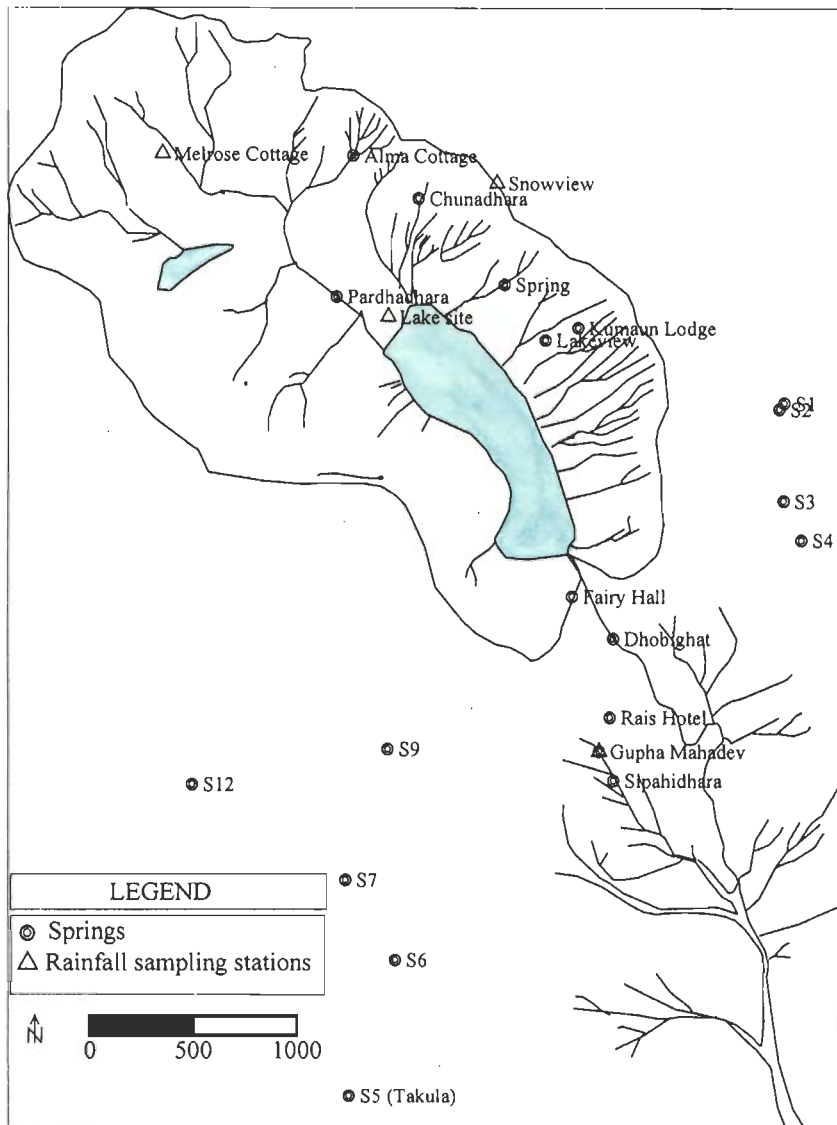 Melrose Cottage
Alma Cottage
Snowview
Chunadhara
Spring
Pardhadhara
Lake site
Kumaun Lodge
Lakeview
S1
S2
S3
S4
Fairy Hall
Dhobighat
Rais Hotel
S9
Gupha Mahadev
Sipahidhara
S12
S7
LEGEND
Springs
Rainfall sampling stations
S6
N
0 500 1000
S5 (Takula)